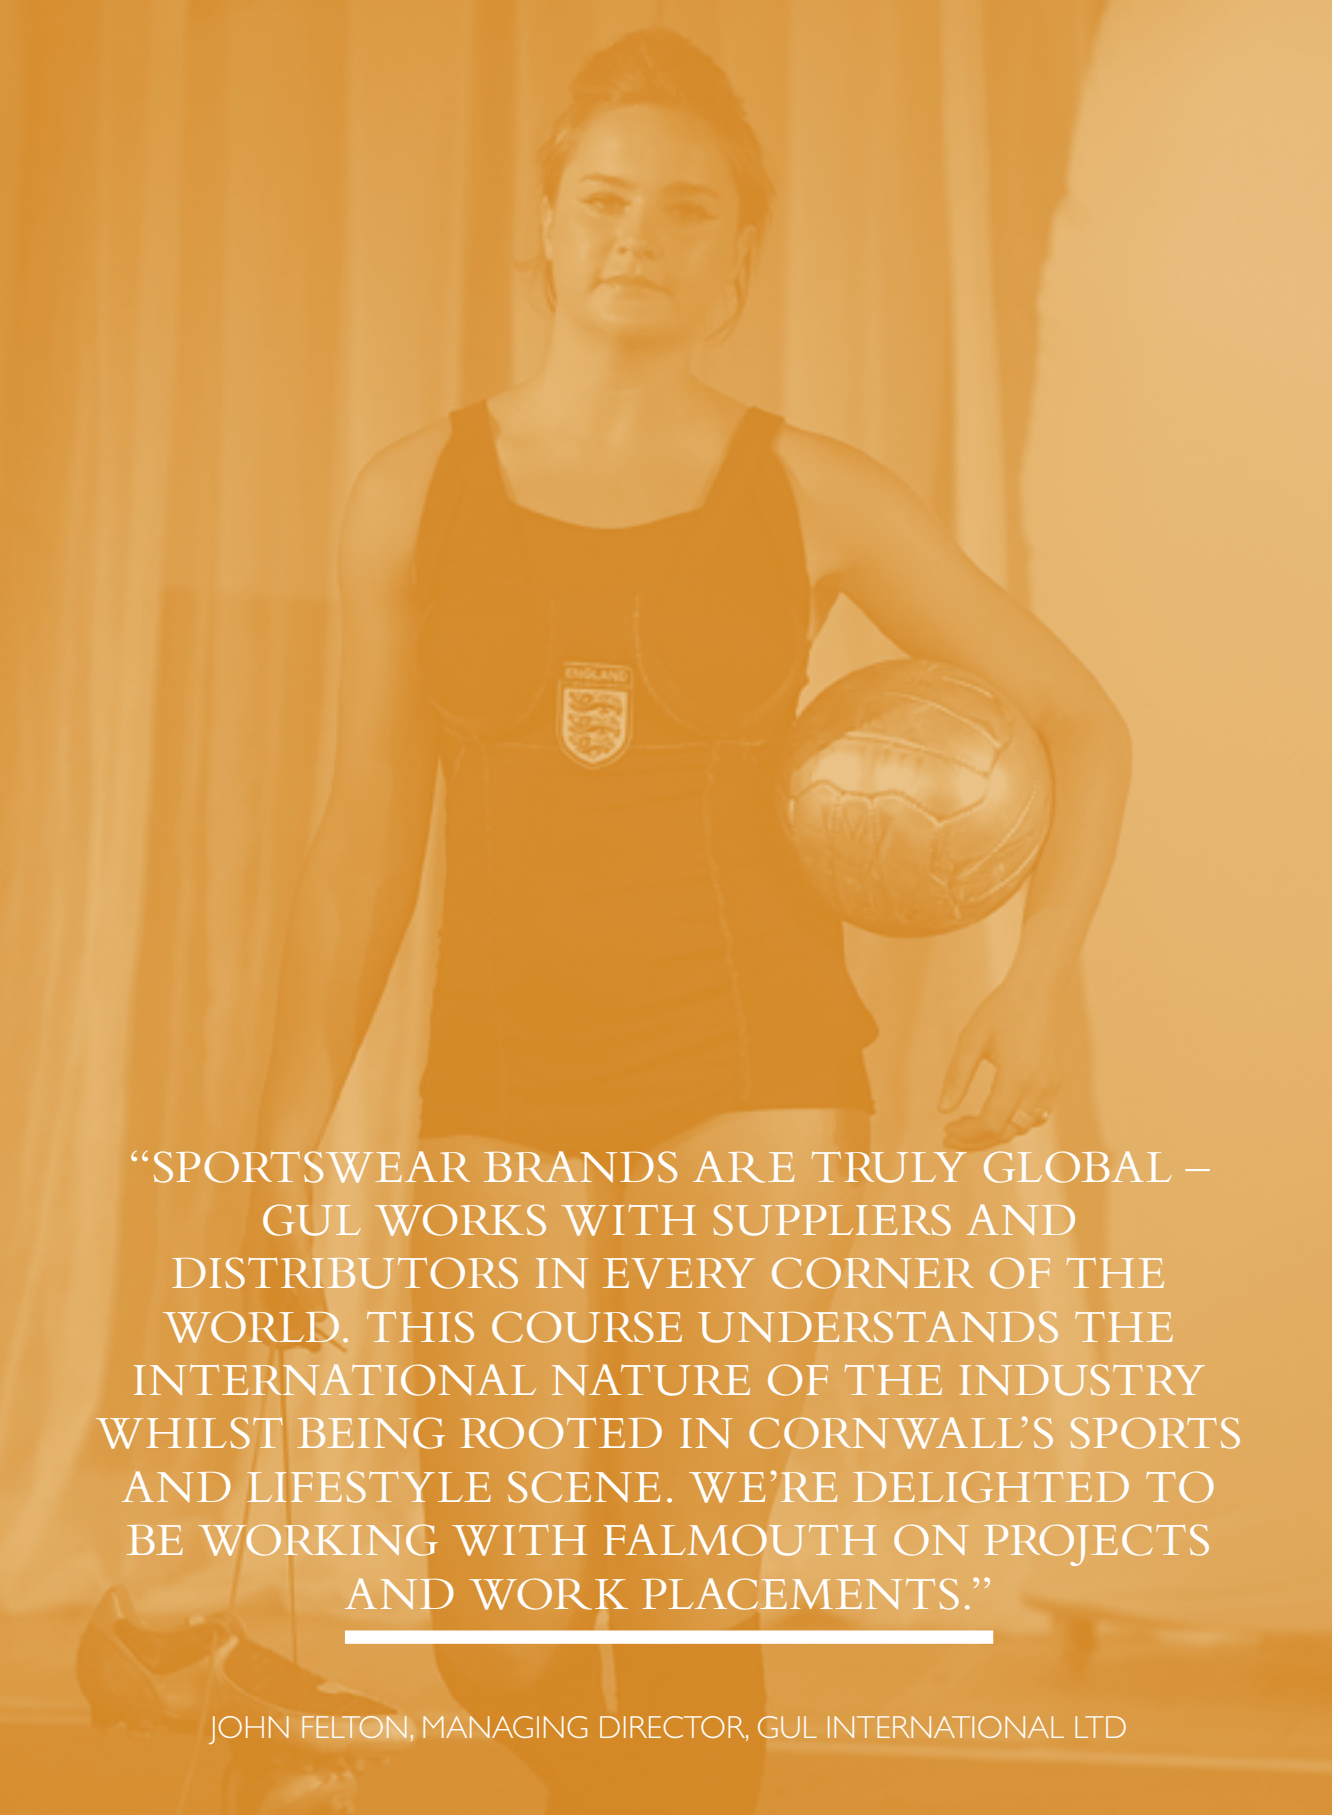 ENGLAND
“SPORTSWEAR BRANDS ARE TRULY GLOBAL –
GUL WORKS WITH SUPPLIERS AND
DISTRIBUTORS IN EVERY CORNER OF THE
WORLD. THIS COURSE UNDERSTANDS THE
INTERNATIONAL NATURE OF THE INDUSTRY
WHILST BEING ROOTED IN CORNWALL’S SPORTS
AND LIFESTYLE SCENE. WE’RE DELIGHTED TO
BE WORKING WITH FALMOUTH ON PROJECTS
AND WORK PLACEMENTS.”
JOHN FELTON, MANAGING DIRECTOR, GUL INTERNATIONAL LTD